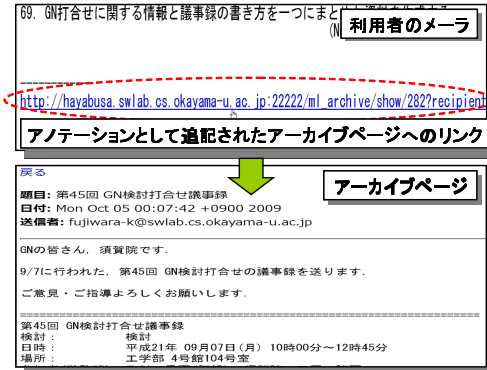 69. GN打合せに関する情報と議事録の書き方を一つにまとめ
利用者のメーラ
(N
http://hayabusa.swlab.cs.okayama-u.ac.jp:22222/ml_archive/show/282?recipient
アノテーションとして追記されたアーカイブページへのリンク
戻る
アーカイブページ
題目: 第45回 GN検討打合せ議事録
日付: Mon Oct 05 00:07:42 +0900 2009
送信者: fujiwara-k@swlab.cs.okayama-u.ac.jp
GNの皆さん, 須賀院です.
9/7に行われた, 第45回 GN検討打合せの議事録を送ります.
ご意見・ご指導よろしくお願いします.
第45回 GN検討打合せ議事録
検討 : 検討
日時 : 平成21年 09月07日(月) 10時00分～12時45分
場所 : 工学部 4号館104号室